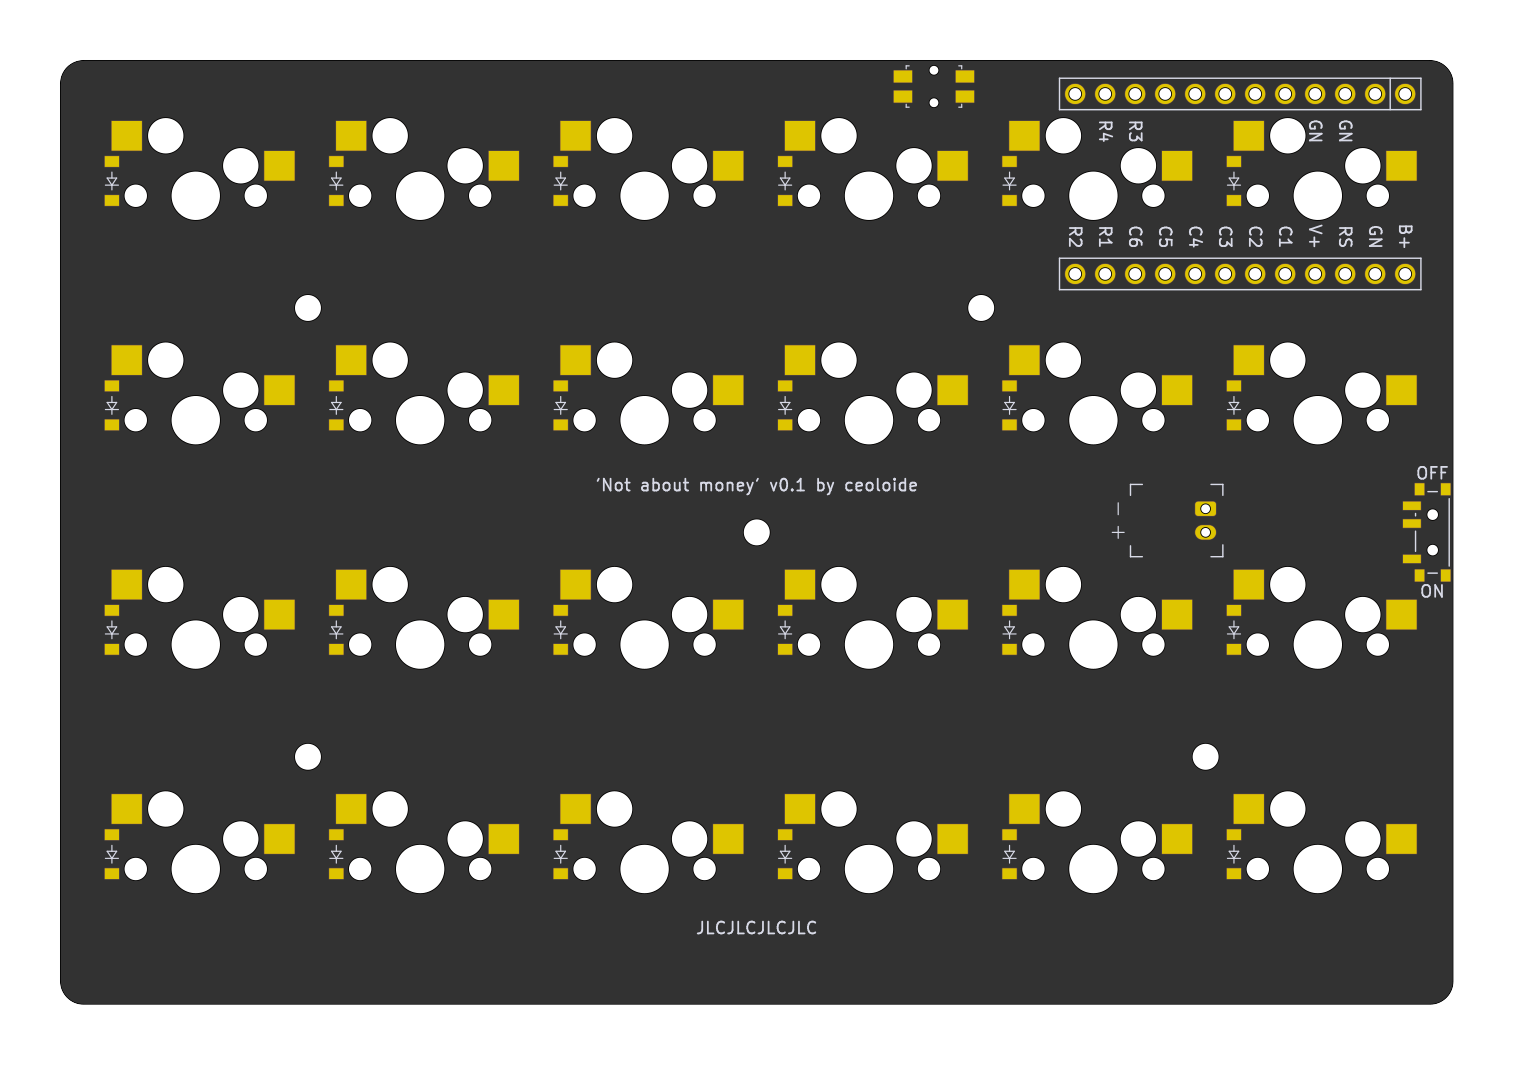 R4 R3 GN GN
R2 R1 C6 C5 C4 C3 C2 C1 V+ RS GN B+
OFF
'Not about money' v0.1 by ceoloide
ON
JLCJLCJLCJLC